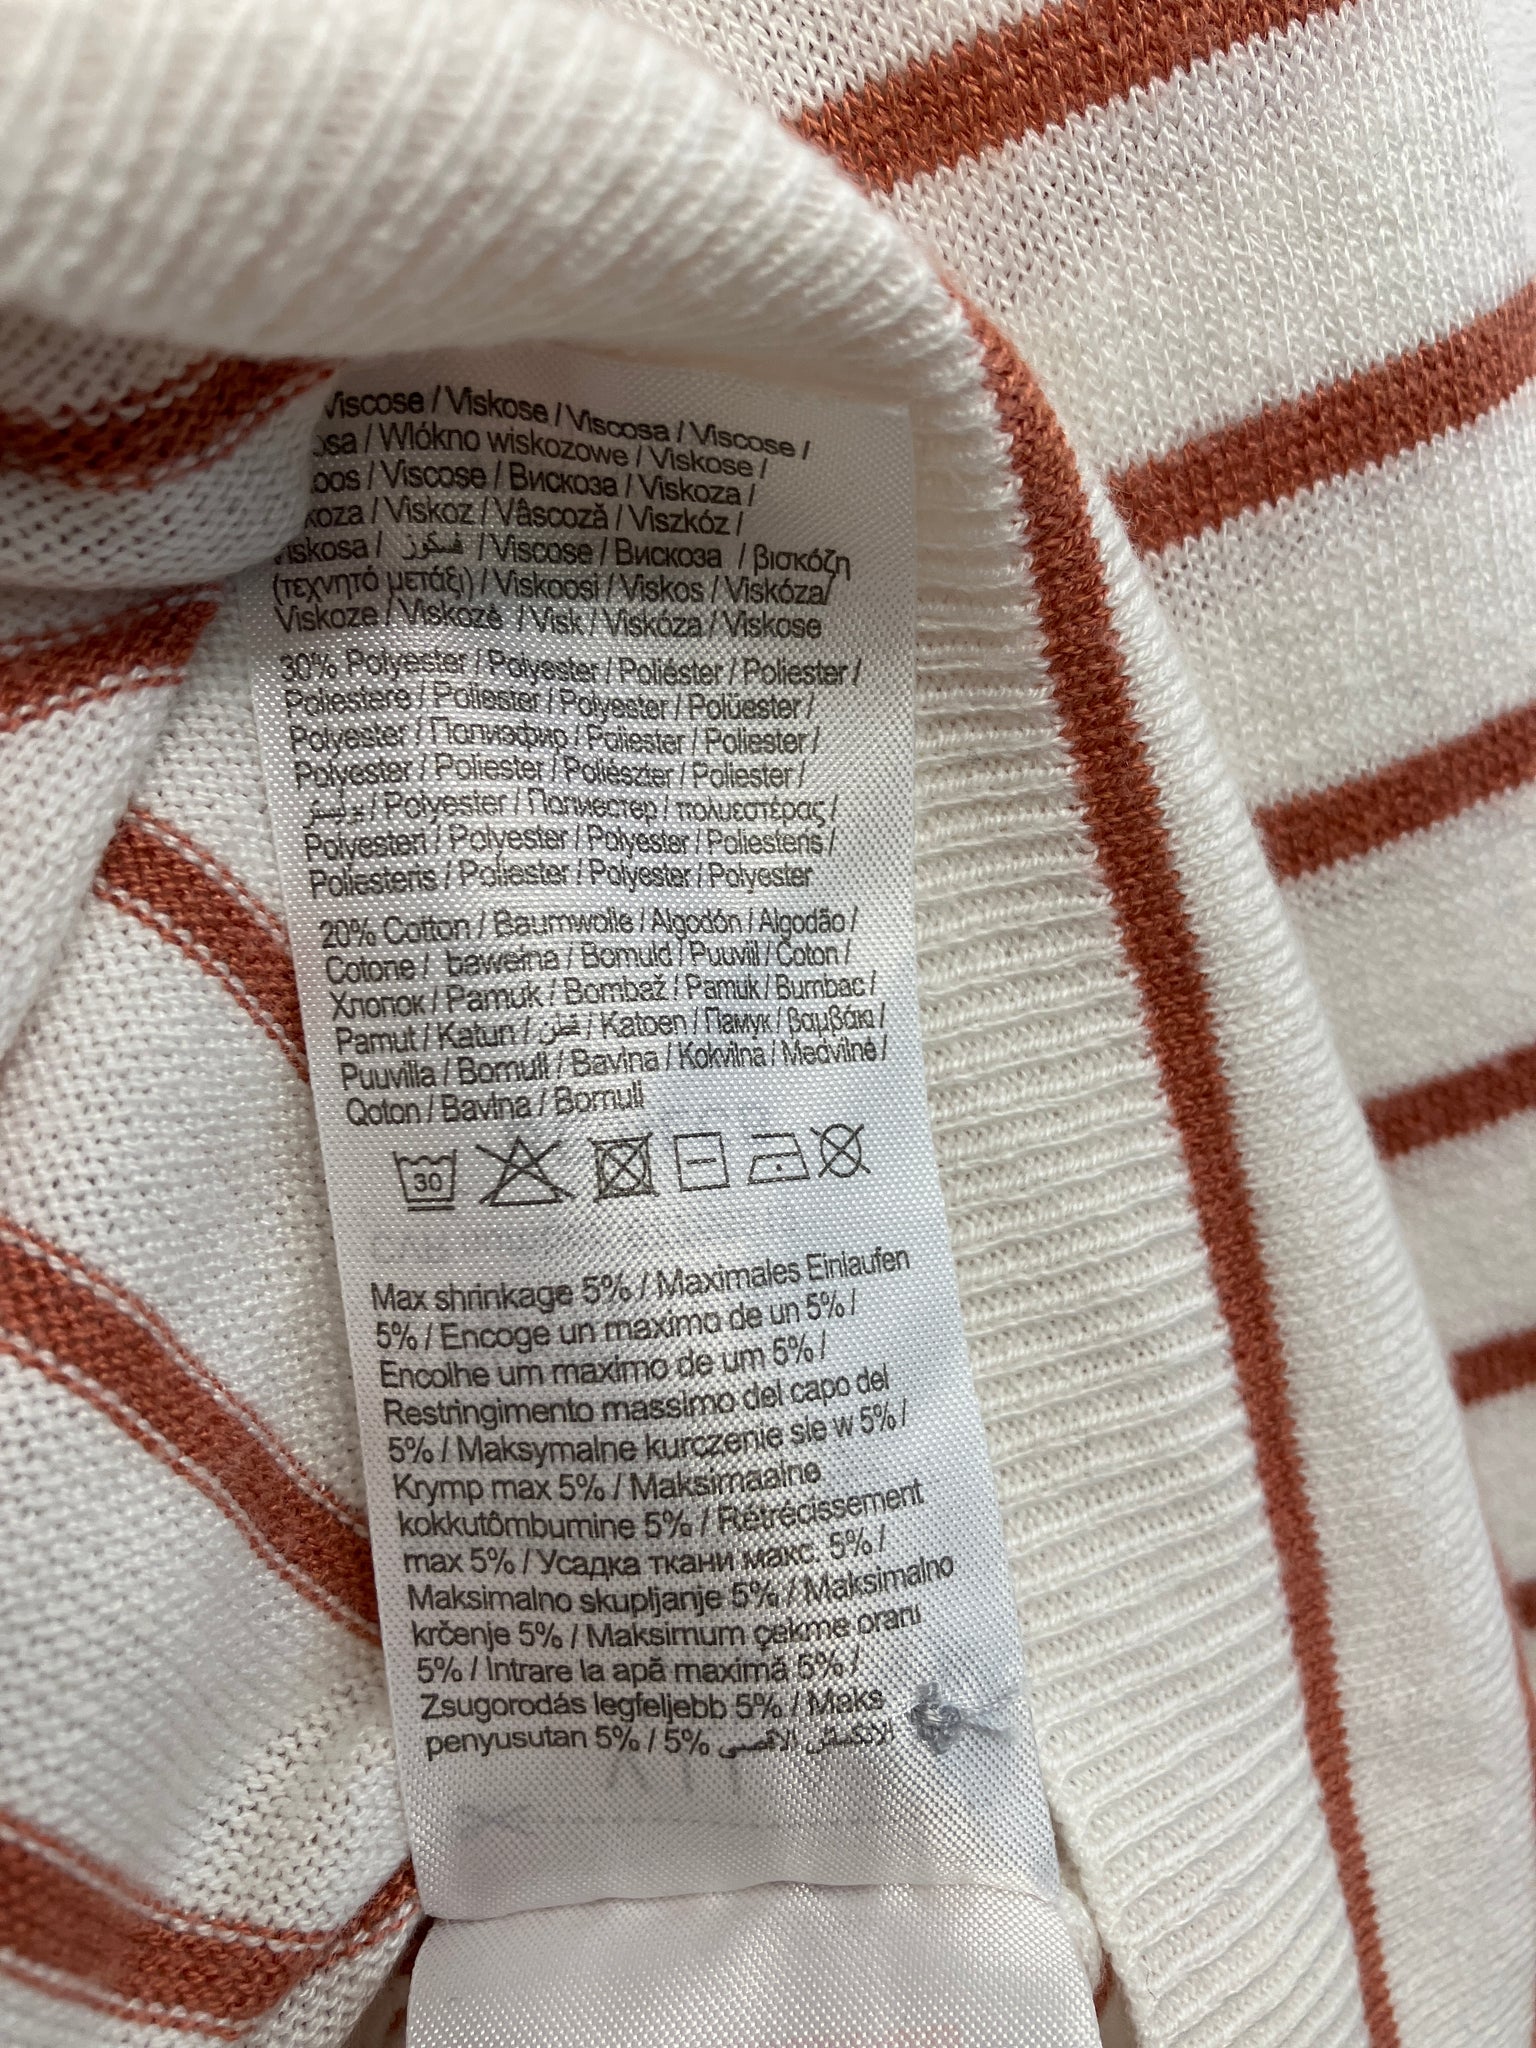 Viscose / Viskose / Viscosa / Viscose /
/ Wlókno wiskozowe / Viskose /
/ Viscose / Вискоза / Viskoza /
/ Viskoz / Vâscoză / Viszkóz /
/ فسكوز / Viscose / Вискоза / βισκόζη
(τεχνητό μετάξι) / Viskoosi / Viskos / Viskóza/
Viskoze / Viskozė / Visk / Viskóza / Viskose
30% Polyester / Polyester / Poliéster / Poliester /
Poliestere / Poliester / Polyester / Polüester /
Polyester / Полиэфир / Poliester / Poliester /
Polyester / Poliester / Poliészter / Poliester /
/ Polyester / Полиестер / πολυεστέρας /
Polyesteri / Polyester / Polyester / Poliesteris /
Poliesteris / Poliester / Polyester / Polyester
20% Cotton / Baumwolle / Algodón / Algodão /
Cotone / bawełna / Bomuld / Puuvill / Coton /
Хлопок / Pamuk / Bombaž / Pamuk / Bumbac /
Pamut / Katun / قطن / Katoen / Памук / βαμβάκι /
Puuvilla / Bomull / Bavlna / Kokvilna / Medvilnė /
Qoton / Bavlna / Bomull
30
Max shrinkage 5% / Maximales Einlaufen
5% / Encoge un maximo de un 5% /
Encolhe um maximo de um 5% /
Restringimento massimo del capo del
5% / Maksymalne kurczenie sie w 5% /
Krymp max 5% / Maksimaalne
kokkutõmbumine 5% / Rétrécissement
max 5% / Усадка ткани макс. 5% /
Maksimalno skupljanje 5% / Maksimalno
krčenje 5% / Maksimum çekme oranı
5% / Intrare la apă maximă 5% /
Zsugorodás legfeljebb 5% / Maks
penyusutan 5% / 5% الانكماش الأقصى